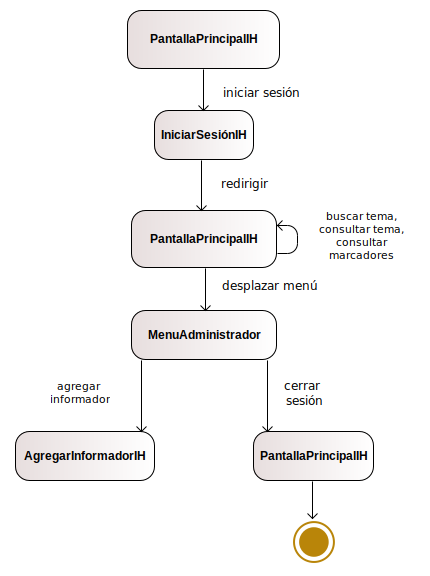 PantallaPrincipalIH
iniciar sesión
IniciarSesiónIH
redirigir
PantallaPrincipalIH
buscar tema,
consultar tema,
consultar
marcadores
desplazar menú
MenuAdministrador
agregar
informador
cerrar
sesión
AgregarInformadorIH
PantallaPrincipalIH